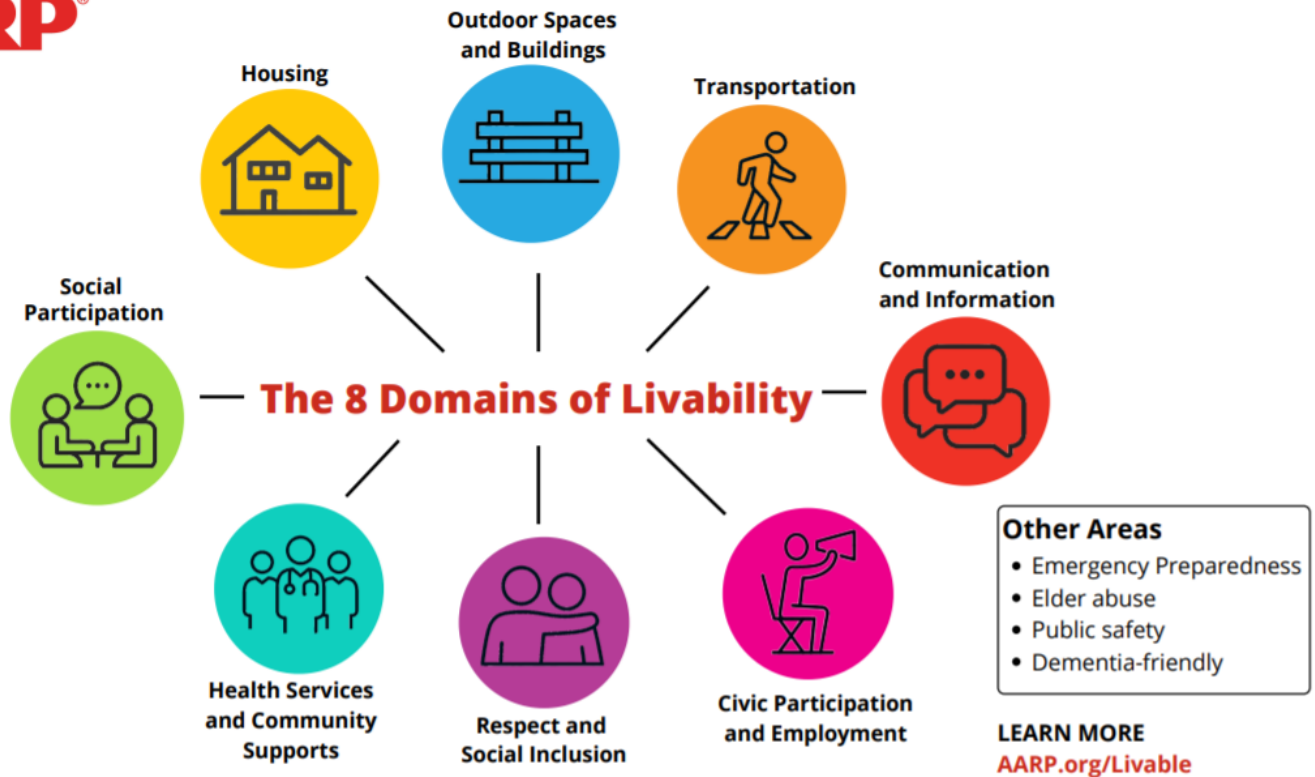 RP®
Outdoor Spaces
and Buildings
Housing
Transportation
Communication
and Information
Social
Participation
The 8 Domains of Livability
Other Areas
• Emergency Preparedness
• Elder abuse
• Public safety
• Dementia-friendly
Health Services
and Community
Supports
Respect and
Social Inclusion
Civic Participation
and Employment
LEARN MORE
AARP.org/Livable